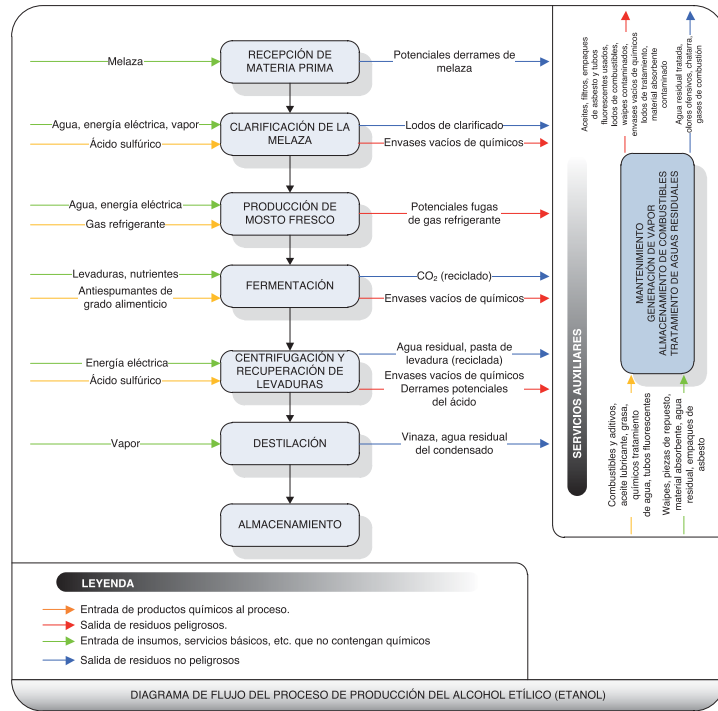 Melaza
RECEPCIÓN DE
MATERIA PRIMA
Potenciales derrames de
melaza
Agua, energía eléctrica, vapor
Ácido sulfúrico
CLARIFICACIÓN DE LA
MELAZA
Lodos de clarificado
Envases vacíos de químicos
Agua, energía eléctrica
Gas refrigerante
PRODUCCIÓN DE
MOSTO FRESCO
Potenciales fugas
de gas refrigerante
Levaduras, nutrientes
Antiespumantes de
grado alimenticio
FERMENTACIÓN
CO₂ (reciclado)
Envases vacíos de químicos
Energía eléctrica
Ácido sulfúrico
CENTRIFUGACIÓN Y
RECUPERACIÓN DE
LEVADURAS
Agua residual, pasta de
levadura (reciclada)
Envases vacíos de químicos
Derrames potenciales
del ácido
Vapor
DESTILACIÓN
Vinaza, agua residual
del condensado
ALMACENAMIENTO
SERVICIOS AUXILIARES
Aceites, filtros, empaques
de asbesto y tubos
fluorescentes usados,
lodos de combustibles,
waipes contaminados,
envases vacíos de químicos
lodos de tratamiento,
material absorbente
contaminado
Agua residual tratada,
olores ofensivos, chatarra,
gases de combustión
MANTENIMIENTO
GENERACIÓN DE VAPOR
ALMACENAMIENTO DE COMBUSTIBLES
TRATAMIENTO DE AGUAS RESIDUALES
Combustibles y aditivos,
aceite lubricante, grasa,
químicos tratamiento
de agua, tubos fluorescentes
Waipes, piezas de repuesto,
material absorbente, agua
residual, empaques de
asbesto
LEYENDA
Entrada de productos químicos al proceso.
Salida de residuos peligrosos.
Entrada de insumos, servicios básicos, etc. que no contengan químicos
Salida de residuos no peligrosos
DIAGRAMA DE FLUJO DEL PROCESO DE PRODUCCIÓN DEL ALCOHOL ETÍLICO (ETANOL)